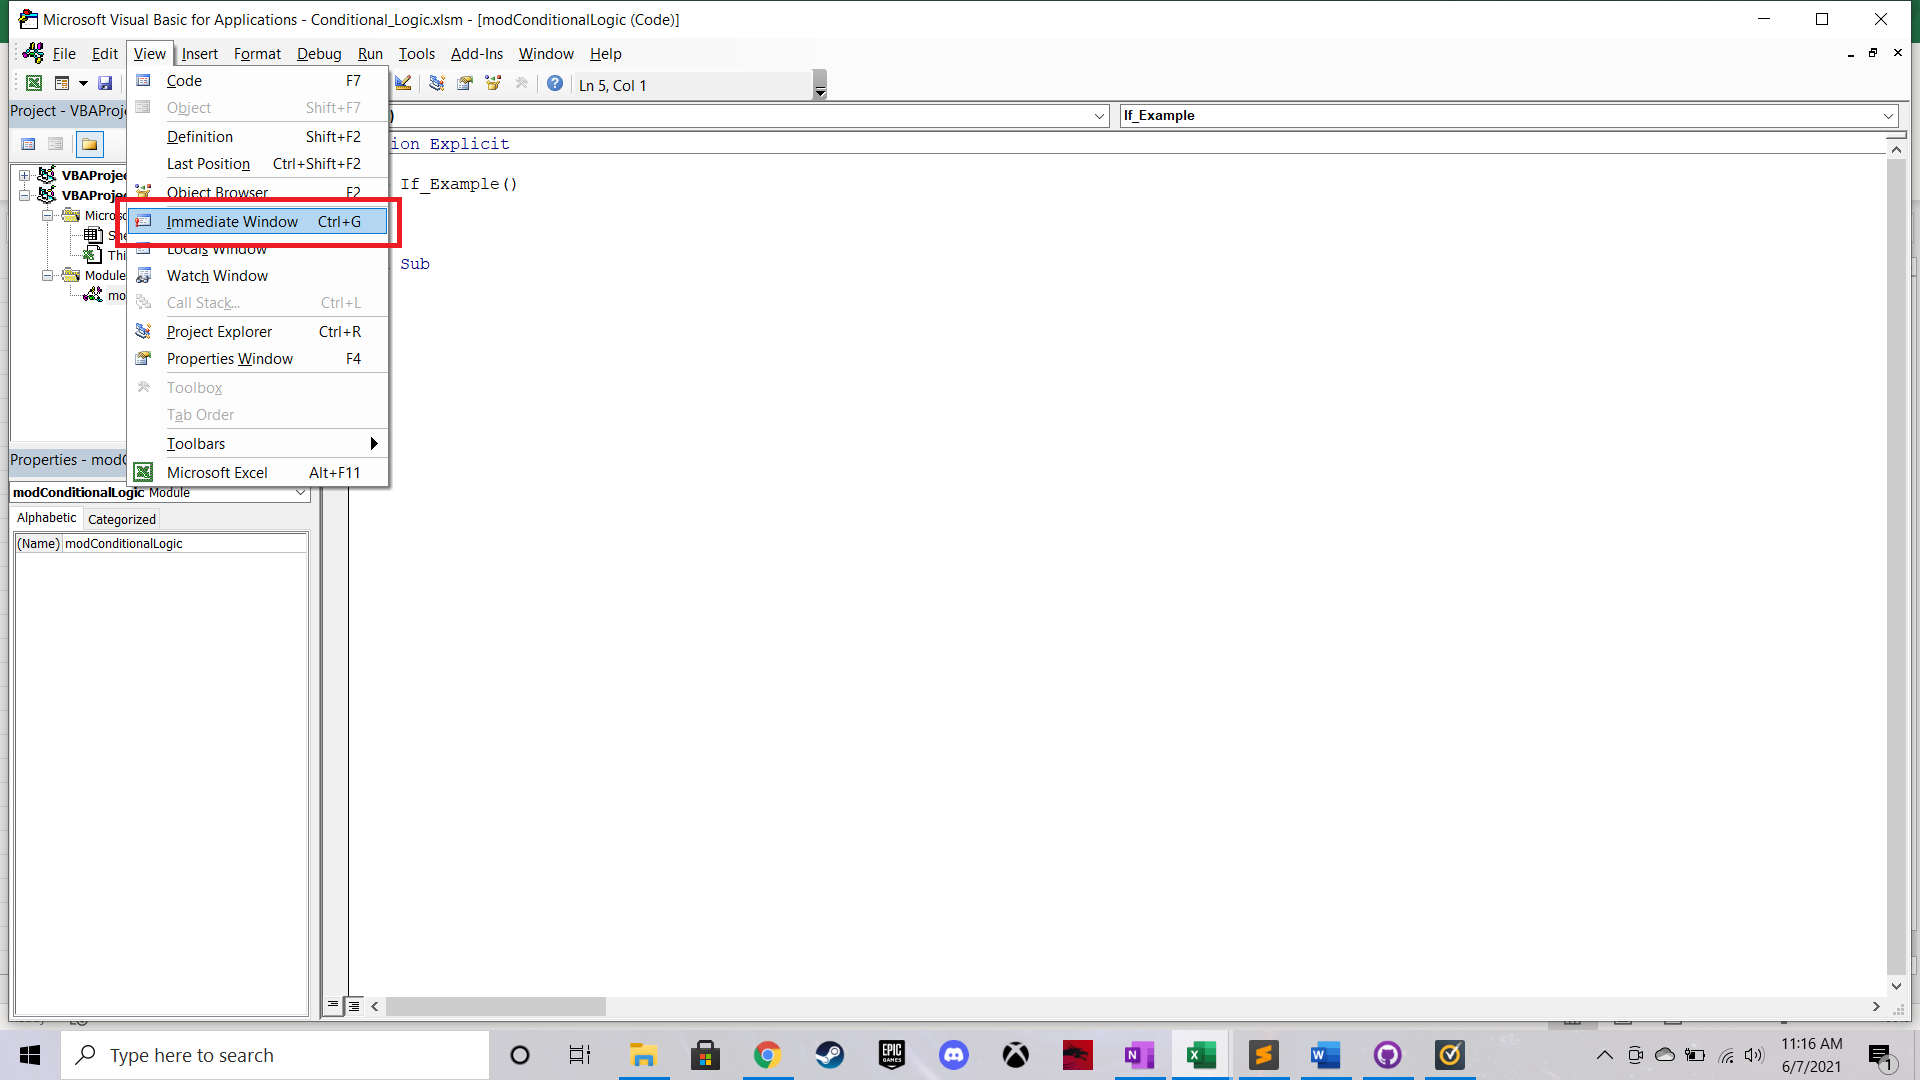 Microsoft Visual Basic for Applications - Conditional_Logic.xlsm - [modConditionalLogic (Code)]
File Edit View Insert Format Debug Run Tools Add-Ins Window Help
Ln 5, Col 1
Project - VBAProj
If_Example
Code F7
Object Shift+F7
Definition Shift+F2
Last Position Ctrl+Shift+F2
Object Browser F2
Immediate Window Ctrl+G
Locals Window
Watch Window
Call Stack... Ctrl+L
Project Explorer Ctrl+R
Properties Window F4
Toolbox
Tab Order
Toolbars
Microsoft Excel Alt+F11
ion Explicit
If_Example()
Sub
VBAProje
VBAProje
Micros
She
Thi
Module
mo
Properties - modC
modConditionalLogic Module
Alphabetic Categorized
(Name) modConditionalLogic
Type here to search
EPIC
GAMES
N
X
S
W
11:16 AM
6/7/2021
1